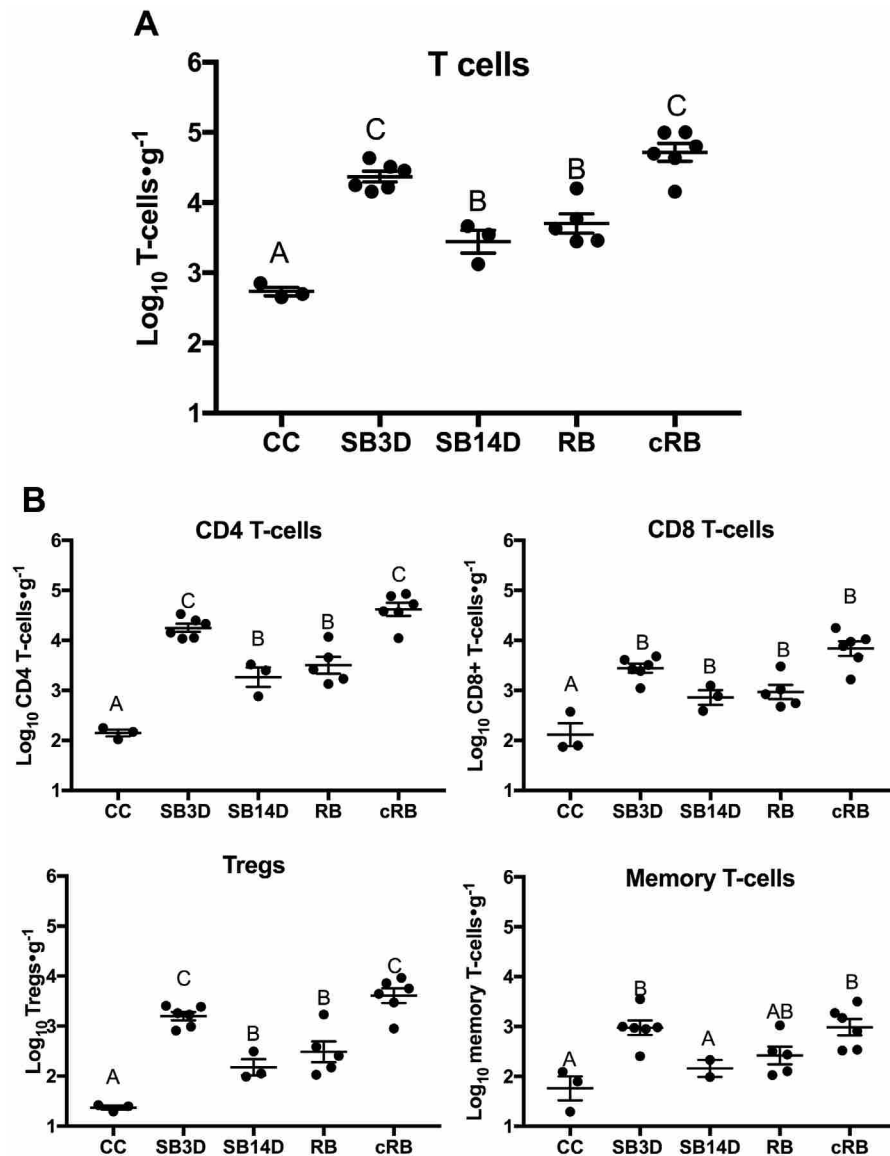 A
T cells
Log10 T-cells•g-1
6
5
4
3
2
1
A
C
B
B
C
CC SB3D SB14D RB cRB
B
CD4 T-cells
Log10 CD4 T-cells•g-1
6
5
4
3
2
1
A
C
B
B
C
CC SB3D SB14D RB cRB
CD8 T-cells
Log10 CD8+ T-cells•g-1
6
5
4
3
2
1
A
B
B
B
B
CC SB3D SB14D RB cRB
Tregs
Log10 Tregs•g-1
6
5
4
3
2
1
A
C
B
B
C
CC SB3D SB14D RB cRB
Memory T-cells
Log10 memory T-cells•g-1
6
5
4
3
2
1
A
B
A
AB
B
CC SB3D SB14D RB cRB